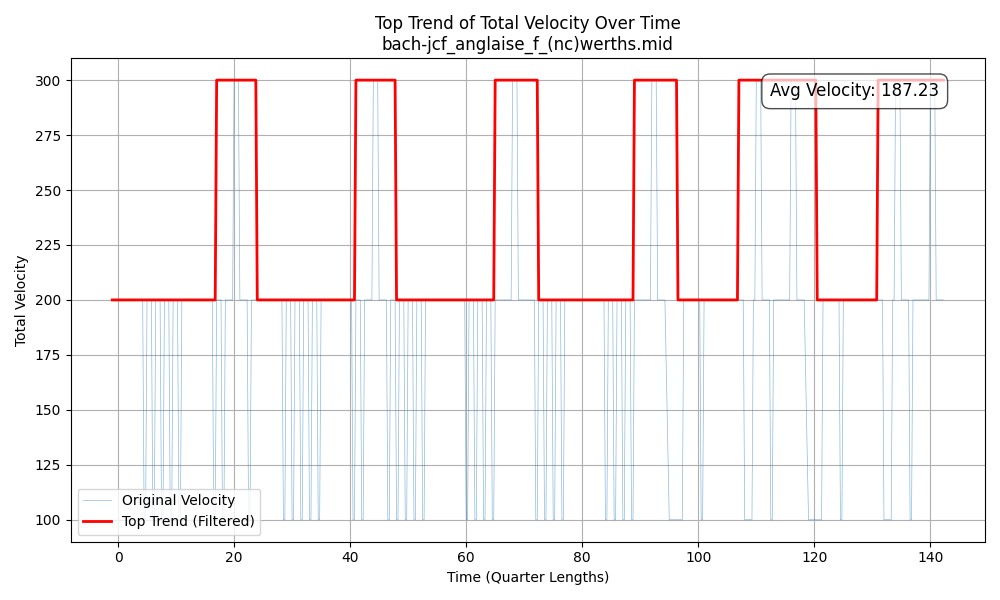 Top Trend of Total Velocity Over Time
bach-jcf_anglaise_f_(nc)werths.mid
Avg Velocity: 187.23
Total Velocity
300
275
250
225
200
175
150
125
100
Original Velocity
Top Trend (Filtered)
0 20 40 60 80 100 120 140
Time (Quarter Lengths)